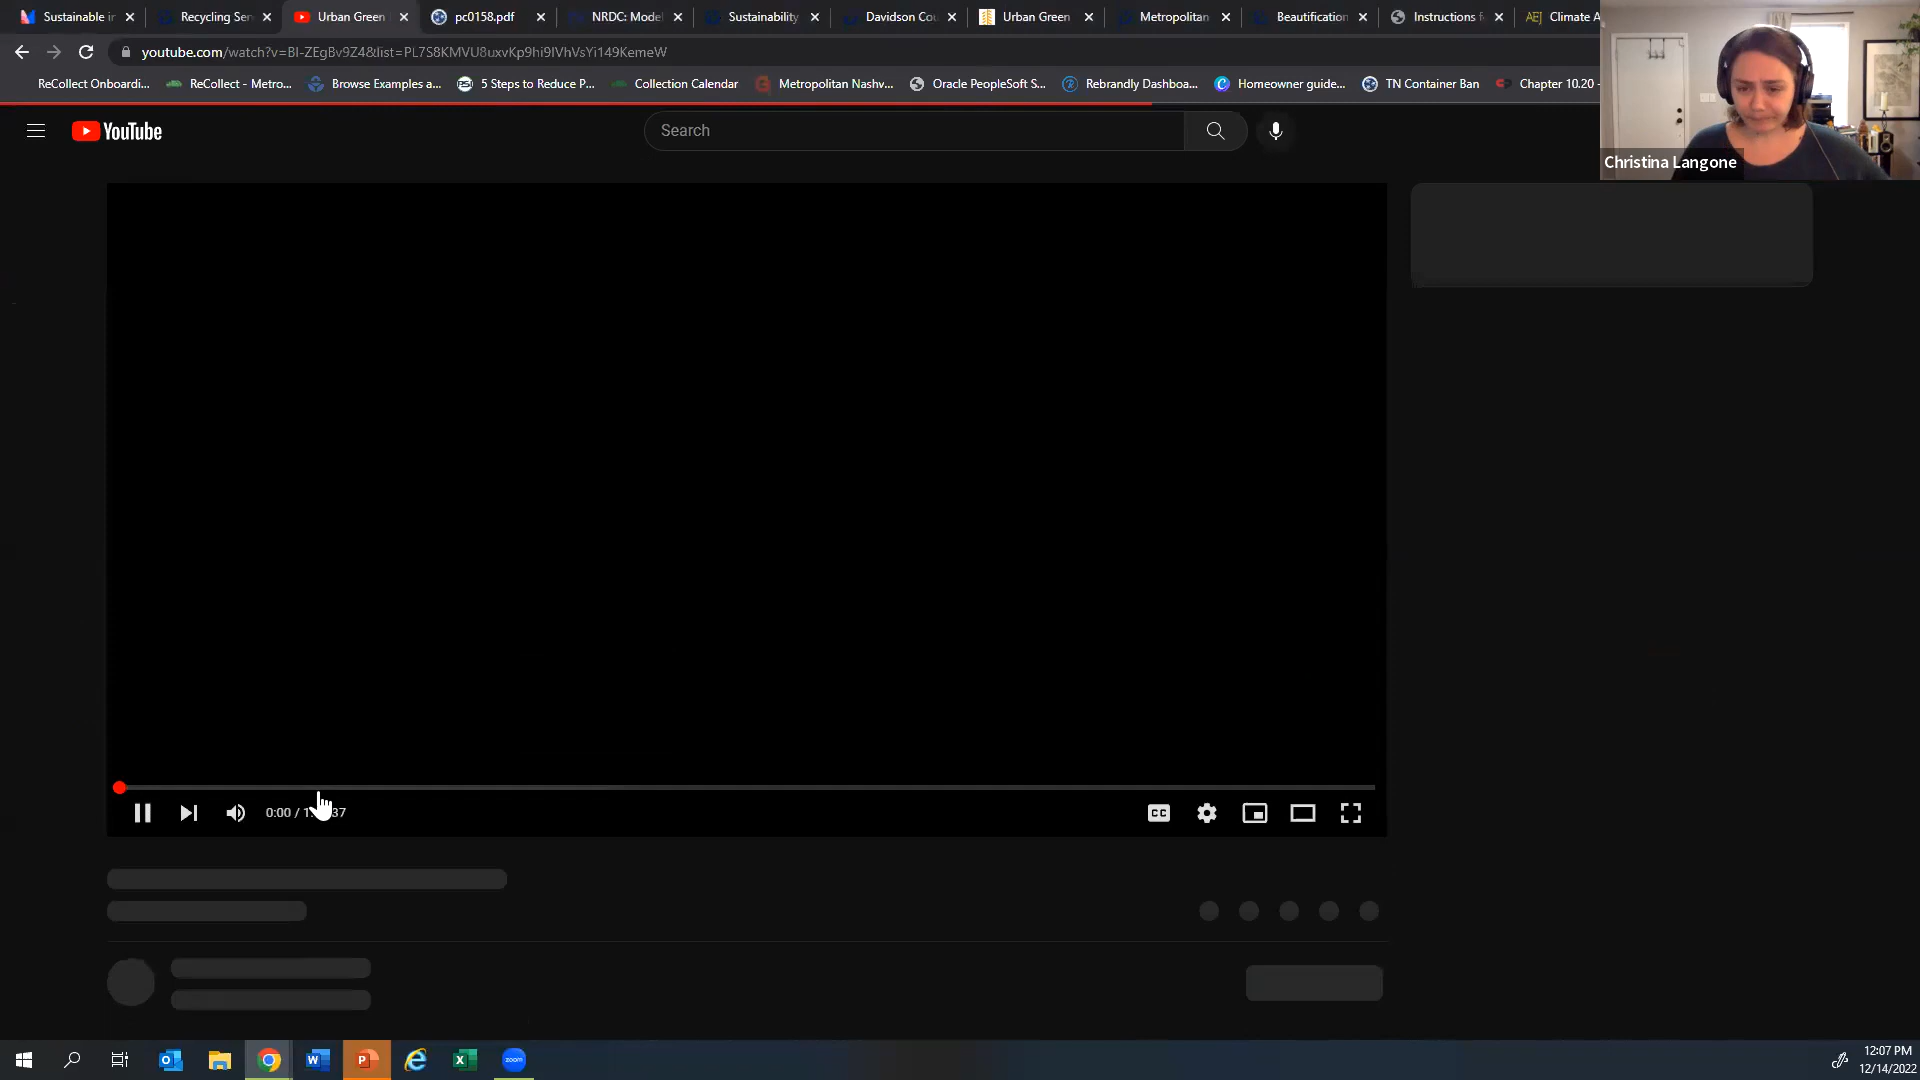 Sustainable in
Recycling Ser
Urban Green
pc0158.pdf
NRDC: Model
Sustainability
Davidson Cou
Urban Green
Metropolitan
Beautification
Instructions f
Climate A
youtube.com/watch?v=BI-ZEgBv9Z4&list=PL7S8KMVU8uxvKp9hi9IVhVsYi149KemeW
ReCollect Onboardi...
ReCollect - Metro...
Browse Examples a...
5 Steps to Reduce P...
Collection Calendar
Metropolitan Nashv...
Oracle PeopleSoft S...
Rebrandly Dashboa...
Homeowner guide...
TN Container Ban
Chapter 10.20 -
Christina Langone
YouTube
Search
0:00 /
CC
zoom
12:07 PM
12/14/2022